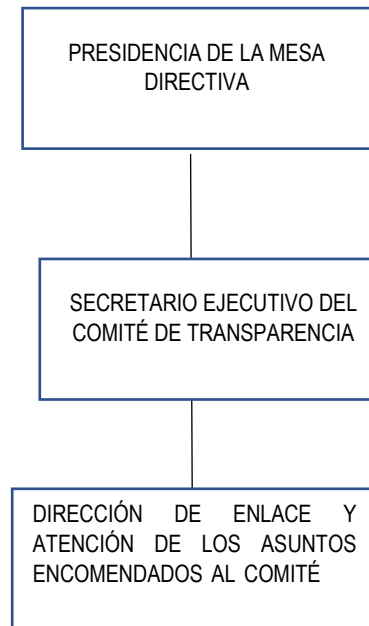 PRESIDENCIA DE LA MESA
DIRECTIVA
SECRETARIO EJECUTIVO DEL
COMITÉ DE TRANSPARENCIA
DIRECCIÓN DE ENLACE Y
ATENCIÓN DE LOS ASUNTOS
ENCOMENDADOS AL COMITÉ